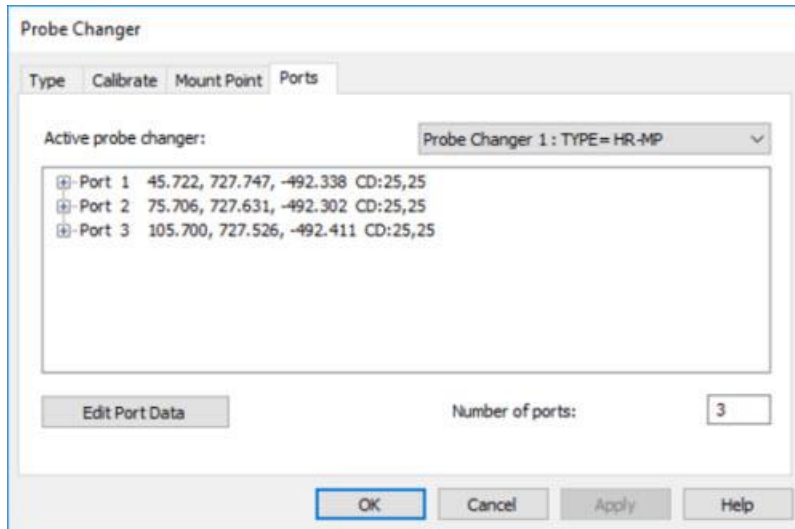 Probe Changer
Type Calibrate Mount Point Ports
Active probe changer: Probe Changer 1 : TYPE= HR-MP
Port 1 45.722, 727.747, -492.338 CD:25,25
Port 2 75.706, 727.631, -492.302 CD:25,25
Port 3 105.700, 727.526, -492.411 CD:25,25
Edit Port Data Number of ports: 3
OK Cancel Apply Help